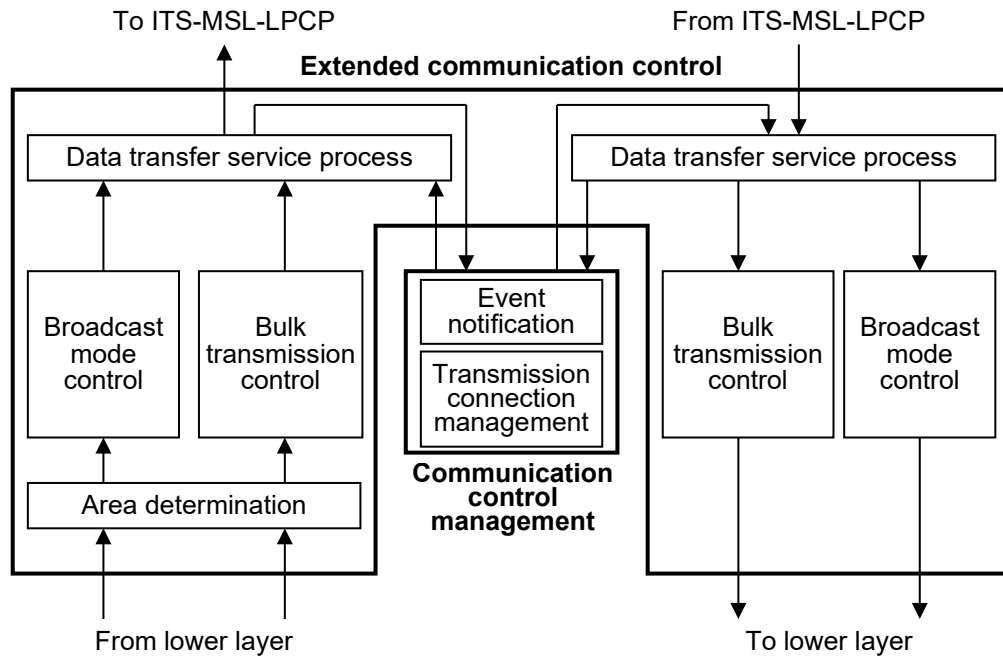 To ITS-MSL-LPCP
From ITS-MSL-LPCP
Extended communication control
Data transfer service process
Data transfer service process
Broadcast
mode
control
Bulk
transmission
control
Event
notification
Transmission
connection
management
Communication
control
management
Bulk
transmission
control
Broadcast
mode
control
Area determination
From lower layer
To lower layer